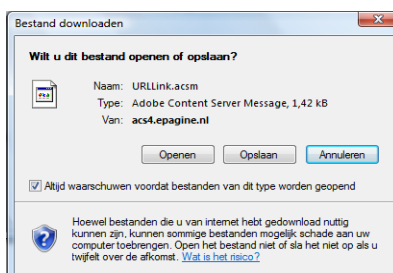 Bestand downloaden
Wilt u dit bestand openen of opslaan?
Naam: URLLink.acsm
Type: Adobe Content Server Message, 1,42 kB
Van: acs4.epagine.nl
Openen Opslaan Annuleren
Altijd waarschuwen voordat bestanden van dit type worden geopend
Hoewel bestanden die u van internet hebt gedownload nuttig
kunnen zijn, kunnen sommige bestanden mogelijk schade aan uw
computer toebrengen. Open het bestand niet of sla het niet op als u
twijfelt over de afkomst. Wat is het risico?